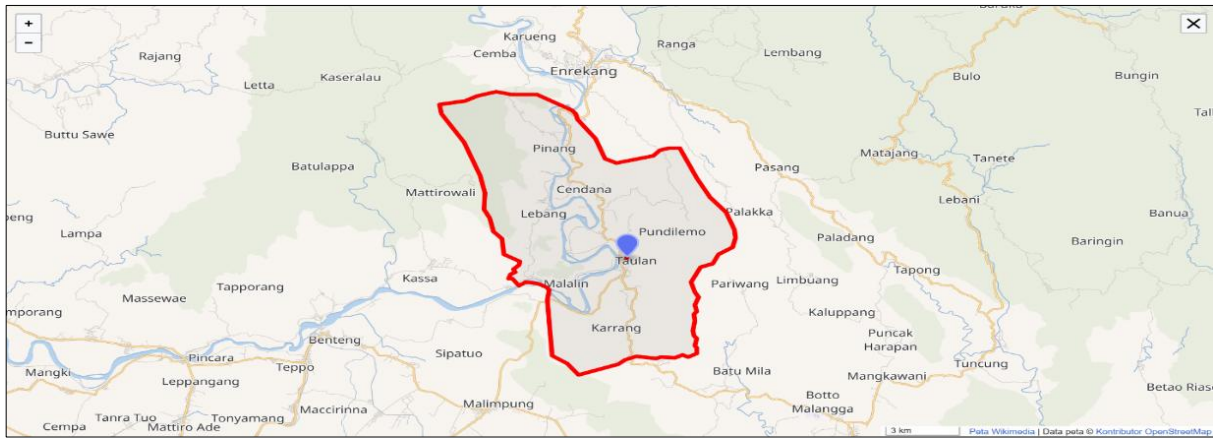 +
−
Karueng
Baraka
Ranga
Cemba
Lembang
Rajang
Enrekang
Kaseralau
Bulo
Bungin
Letta
Buttu Sawe
Pinang
Matajang
Batulappa
Tanete
Pasang
Cendana
Mattirowali
Lebani
Lebang
Palakka
Banua
Lampa
Pundilemo
Paladang
Baringin
Taulan
Tapong
Kassa
Malalin
Pariwang
Limbuang
Tapporang
Massewae
Kaluppang
Karrang
Puncak
Harapan
Benteng
Sipatuo
Pincara
Teppo
Tuncung
Mangki
Batu Mila
Mangkawani
Leppangang
Betao Riase
Botto
Malangga
Malimpung
Maccirinna
Tanra Tuo
Tonyamang
Cempa
Mattiro Ade
3 km
Peta Wikimedia | Data peta © Kontributor OpenStreetMap